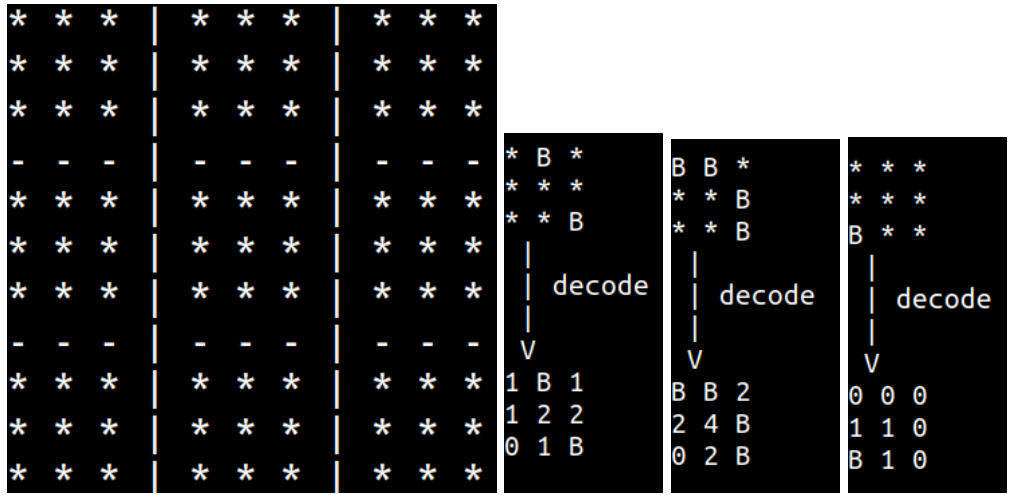 * * * | * * * | * * *
* * * | * * * | * * *
* * * | * * * | * * *
- - - | - - - | - - -
* * * | * * * | * * *
* * * | * * * | * * *
* * * | * * * | * * *
- - - | - - - | - - -
* * * | * * * | * * *
* * * | * * * | * * *
* * * | * * * | * * *
* B *
* * *
* * B
|
| decode
|
V
1 B 1
1 2 2
0 1 B
B B *
* * B
* * B
|
| decode
|
V
B B 2
2 4 B
0 2 B
* * *
* * *
B * *
|
| decode
|
V
0 0 0
1 1 0
B 1 0